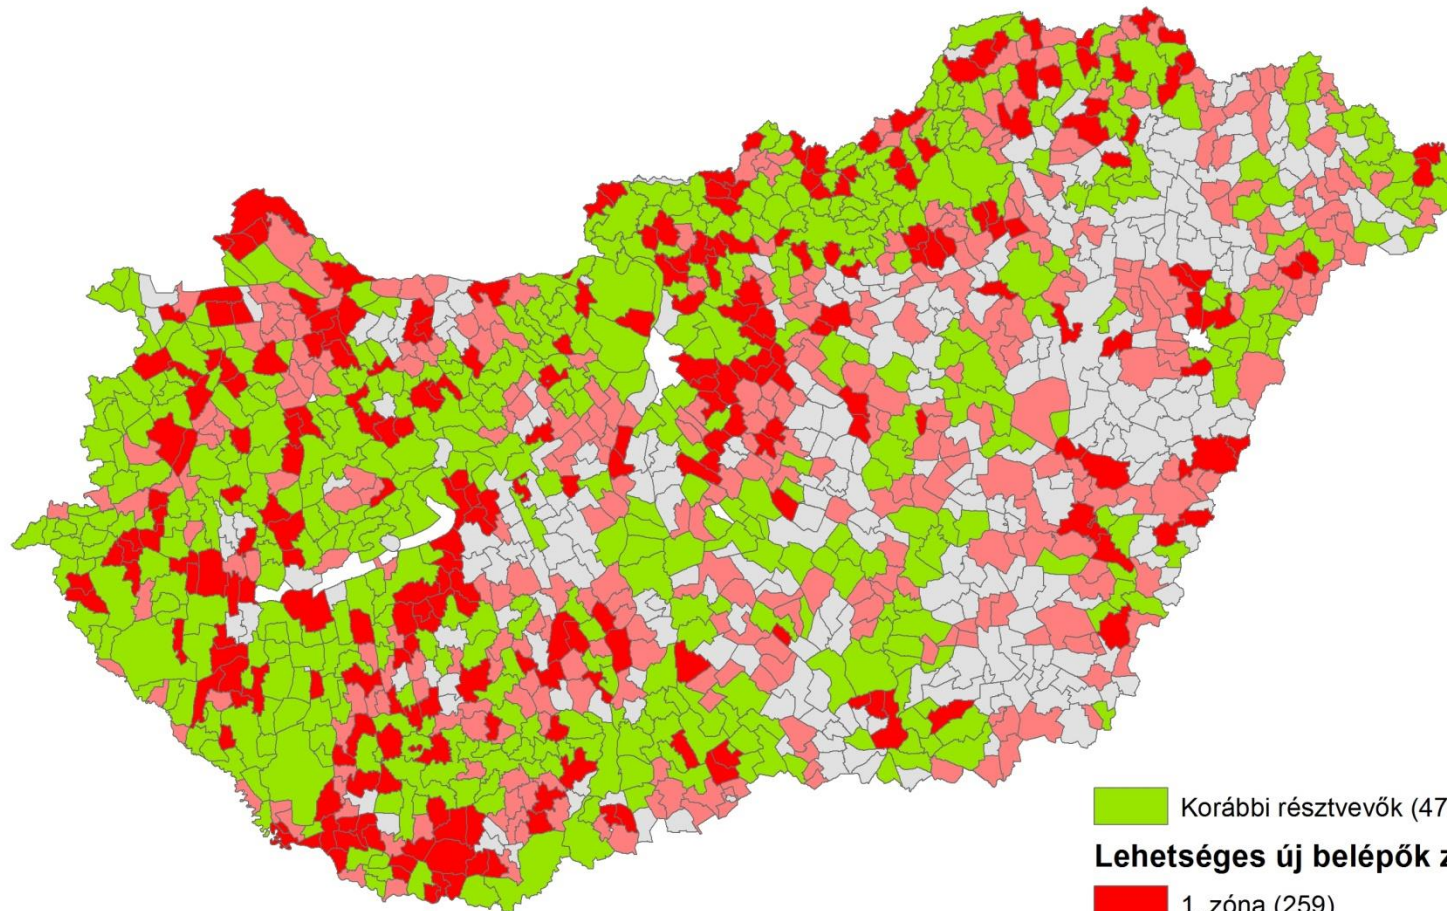 Korábbi résztvevők (47
Lehetséges új belépők z
1. zóna (259)